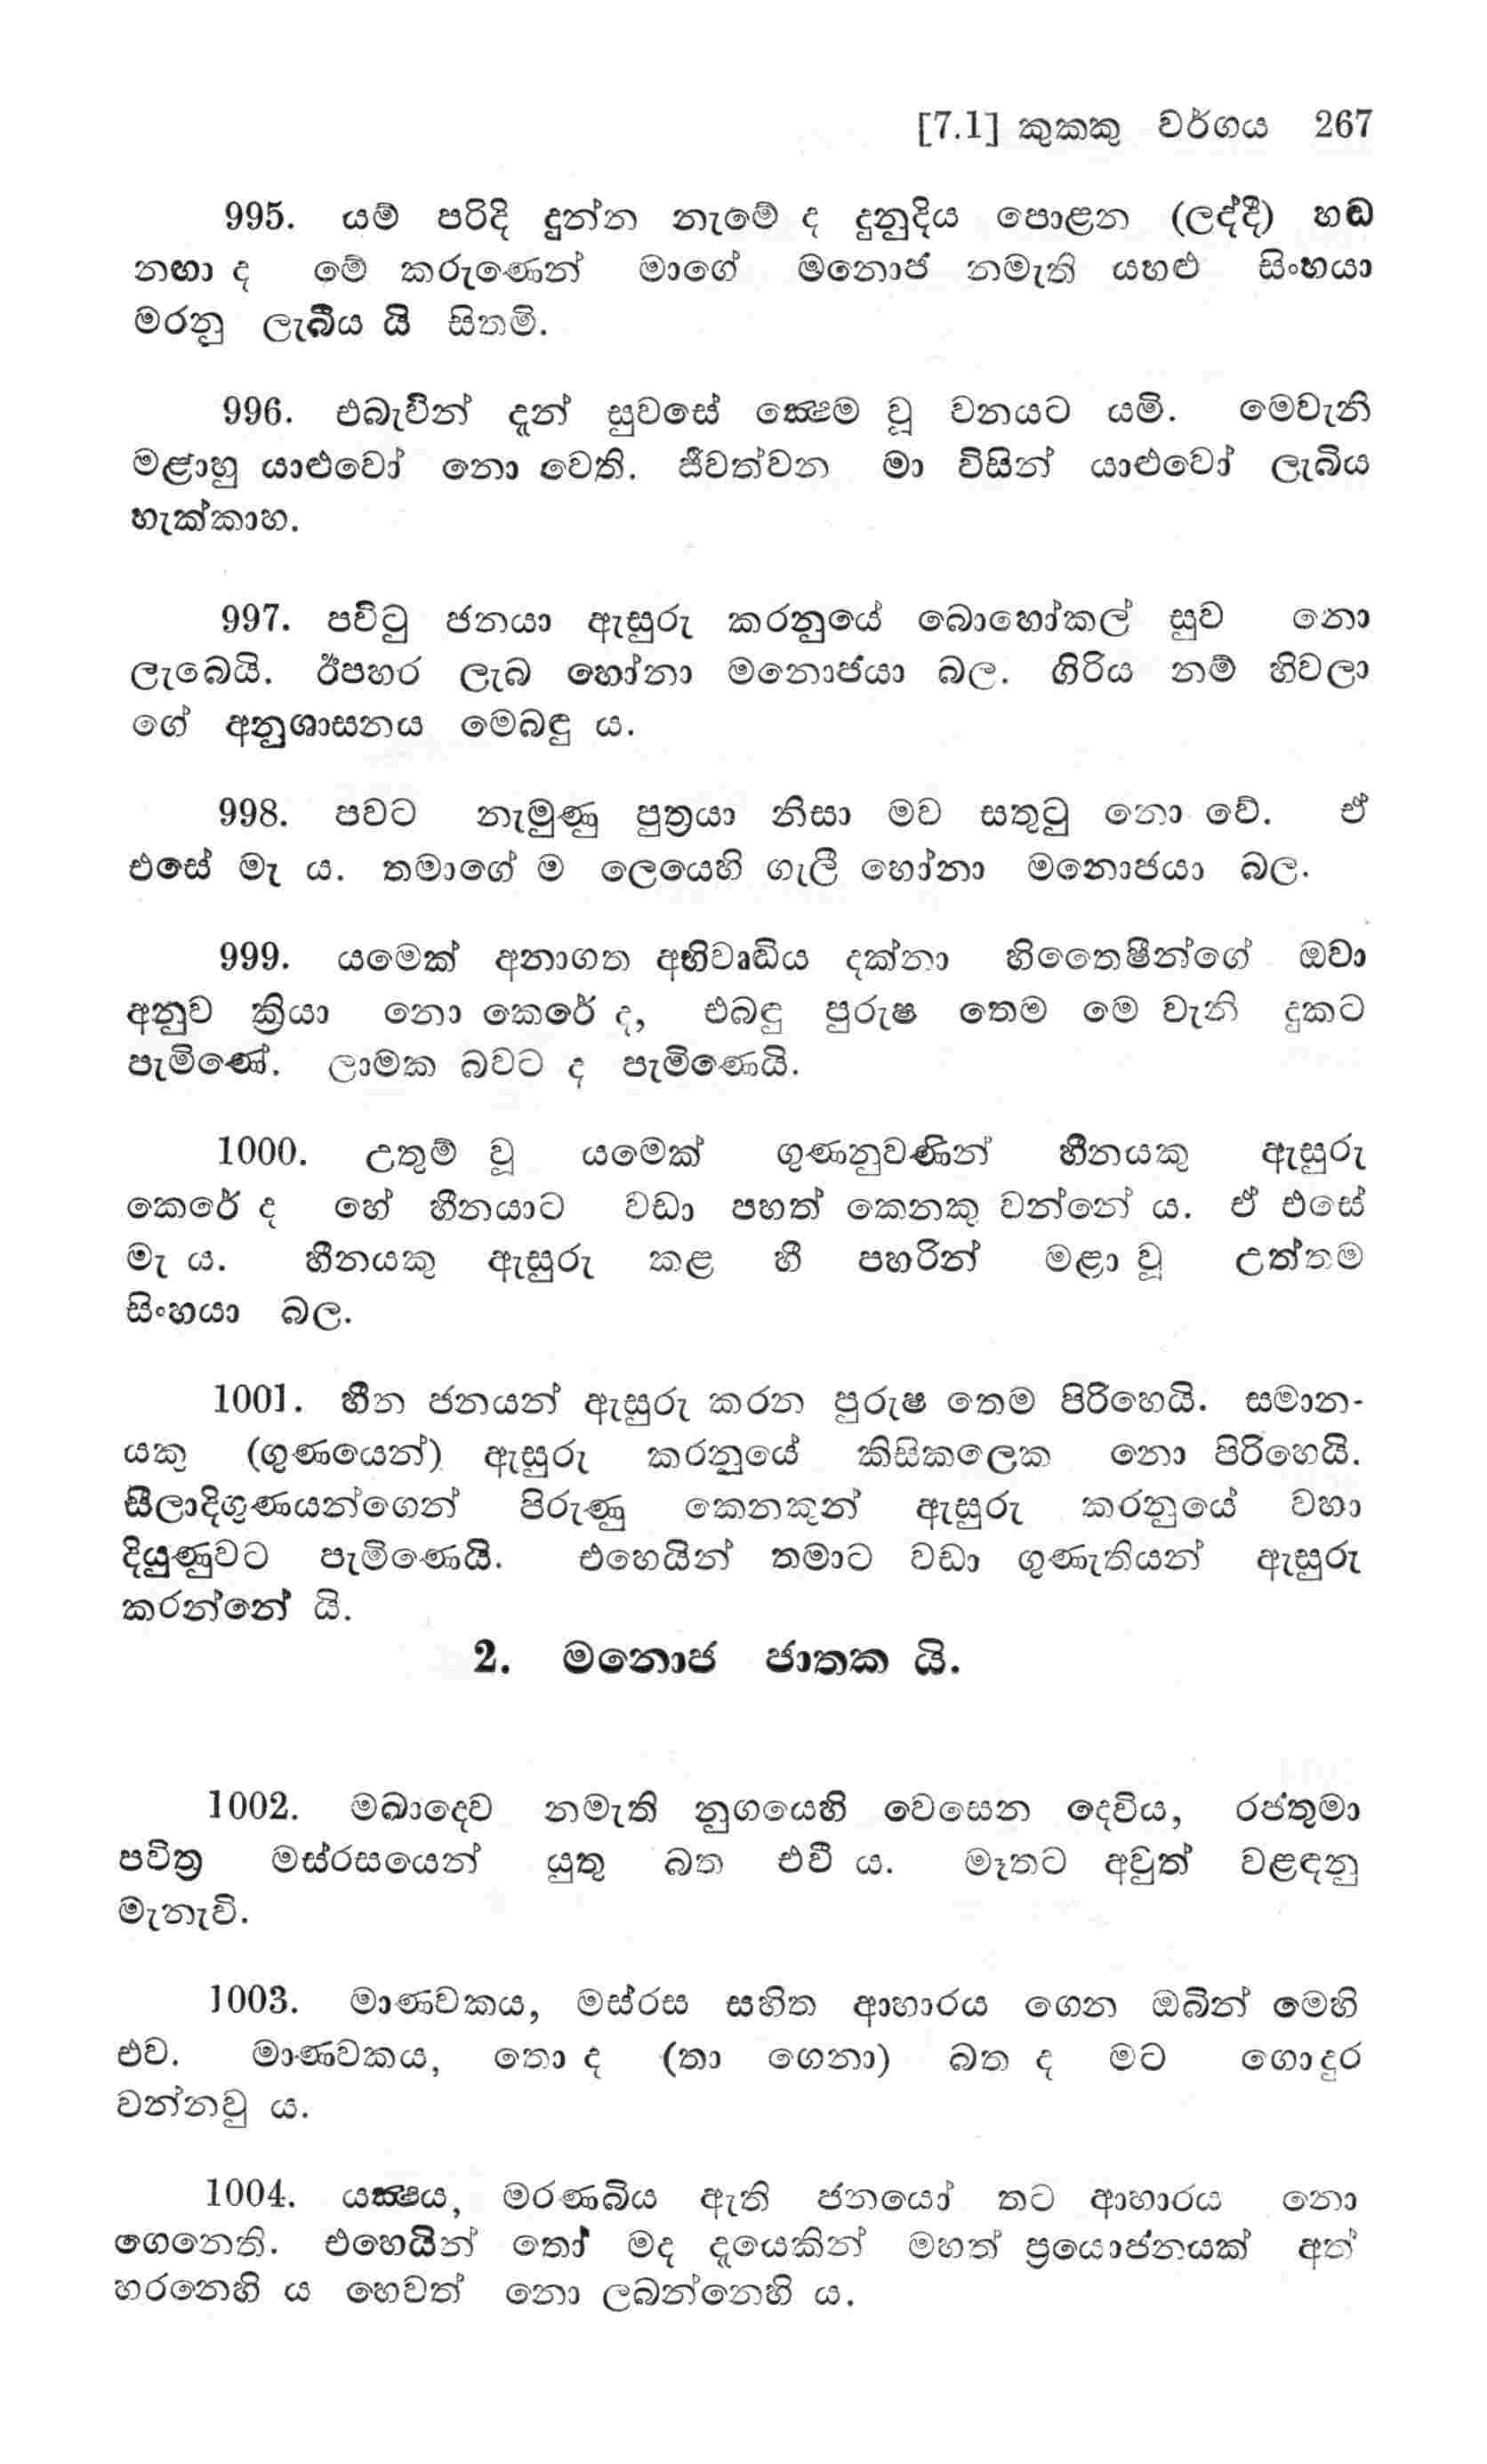 [7.1] කුකකු වර්ගය 267
995. යම් පරිදි දුන්න නැමේ ද දුනුදිය පොළන (ලද්දී) හඬ
නඟා ද මේ කරුණෙන් මාගේ මනොජ නමැති යහළු සිංහයා
මරනු ලැබීය යි සිතමි.
996. එබැවින් දැන් සුවසේ ක්‍ෂෙම වූ වනයට යමි. මෙවැනි
මළාහු යාළුවෝ නො වෙති. ජීවත්වන මා විසින් යාළුවෝ ලැබිය
හැක්කාහ.
997. පවිටු ජනයා ඇසුරු කරනුයේ බොහෝකල් සුව නො
ලැබෙයි. ඊපහර ලැබ හෝනා මනොජයා බල. ගිරිය නම් හිවලා
ගේ අනුශාසනය මෙබඳු ය.
998. පවට නැමුණු පුත්‍රයා නිසා මව සතුටු නො වේ. ඒ
එසේ මැ ය. තමාගේ ම ලෙයෙහි ගැලී හෝනා මනොජයා බල.
999. යමෙක් අනාගත අභිවෘද්ධිය දක්නා හිතෛෂීන්ගේ ඔවා
අනුව ක්‍රියා නො කෙරේ ද, එබඳු පුරුෂ තෙම මෙ වැනි දුකට
පැමිණේ. ලාමක බවට ද පැමිණෙයි.
1000. උතුම් වූ යමෙක් ගුණනුවණින් හීනයකු ඇසුරු
කෙරේ ද හේ හීනයාට වඩා පහත් කෙනකු වන්නේ ය. ඒ එසේ
මැ ය. හීනයකු ඇසුරු කළ හී පහරින් මළා වූ උත්තම
සිංහයා බල.
1001. හීන ජනයන් ඇසුරු කරන පුරුෂ තෙම පිරිහෙයි. සමාන-
යකු (ගුණයෙන්) ඇසුරු කරනුයේ කිසිකලෙක නො පිරිහෙයි.
සීලාදිගුණයන්ගෙන් පිරුණු කෙනකුන් ඇසුරු කරනුයේ වහා
දියුණුවට පැමිණෙයි. එහෙයින් තමාට වඩා ගුණැතියන් ඇසුරු
කරන්නේ යි.
2. මනොජ ජාතක යි.
1002. මඛාදෙව නමැති නුගයෙහි වෙසෙන දෙවිය, රජතුමා
පවිත්‍ර මස්රසයෙන් යුතු බත එවී ය. මෑතට අවුත් වළඳනු
මැනැවි.
1003. මාණවකය, මස්රස සහිත ආහාරය ගෙන ඔබින් මෙහි
එව. මාණවකය, තො ද (තා ගෙනා) බත ද මට ගොදුර
වන්නවු ය.
1004. යක්‍ෂය, මරණබිය ඇති ජනයෝ තට ආහාරය නො
ගෙනෙති. එහෙයින් තෝ මද දැයෙකින් මහත් ප්‍රයොජනයක් අත්
හරනෙහි ය හෙවත් නො ලබන්නෙහි ය.